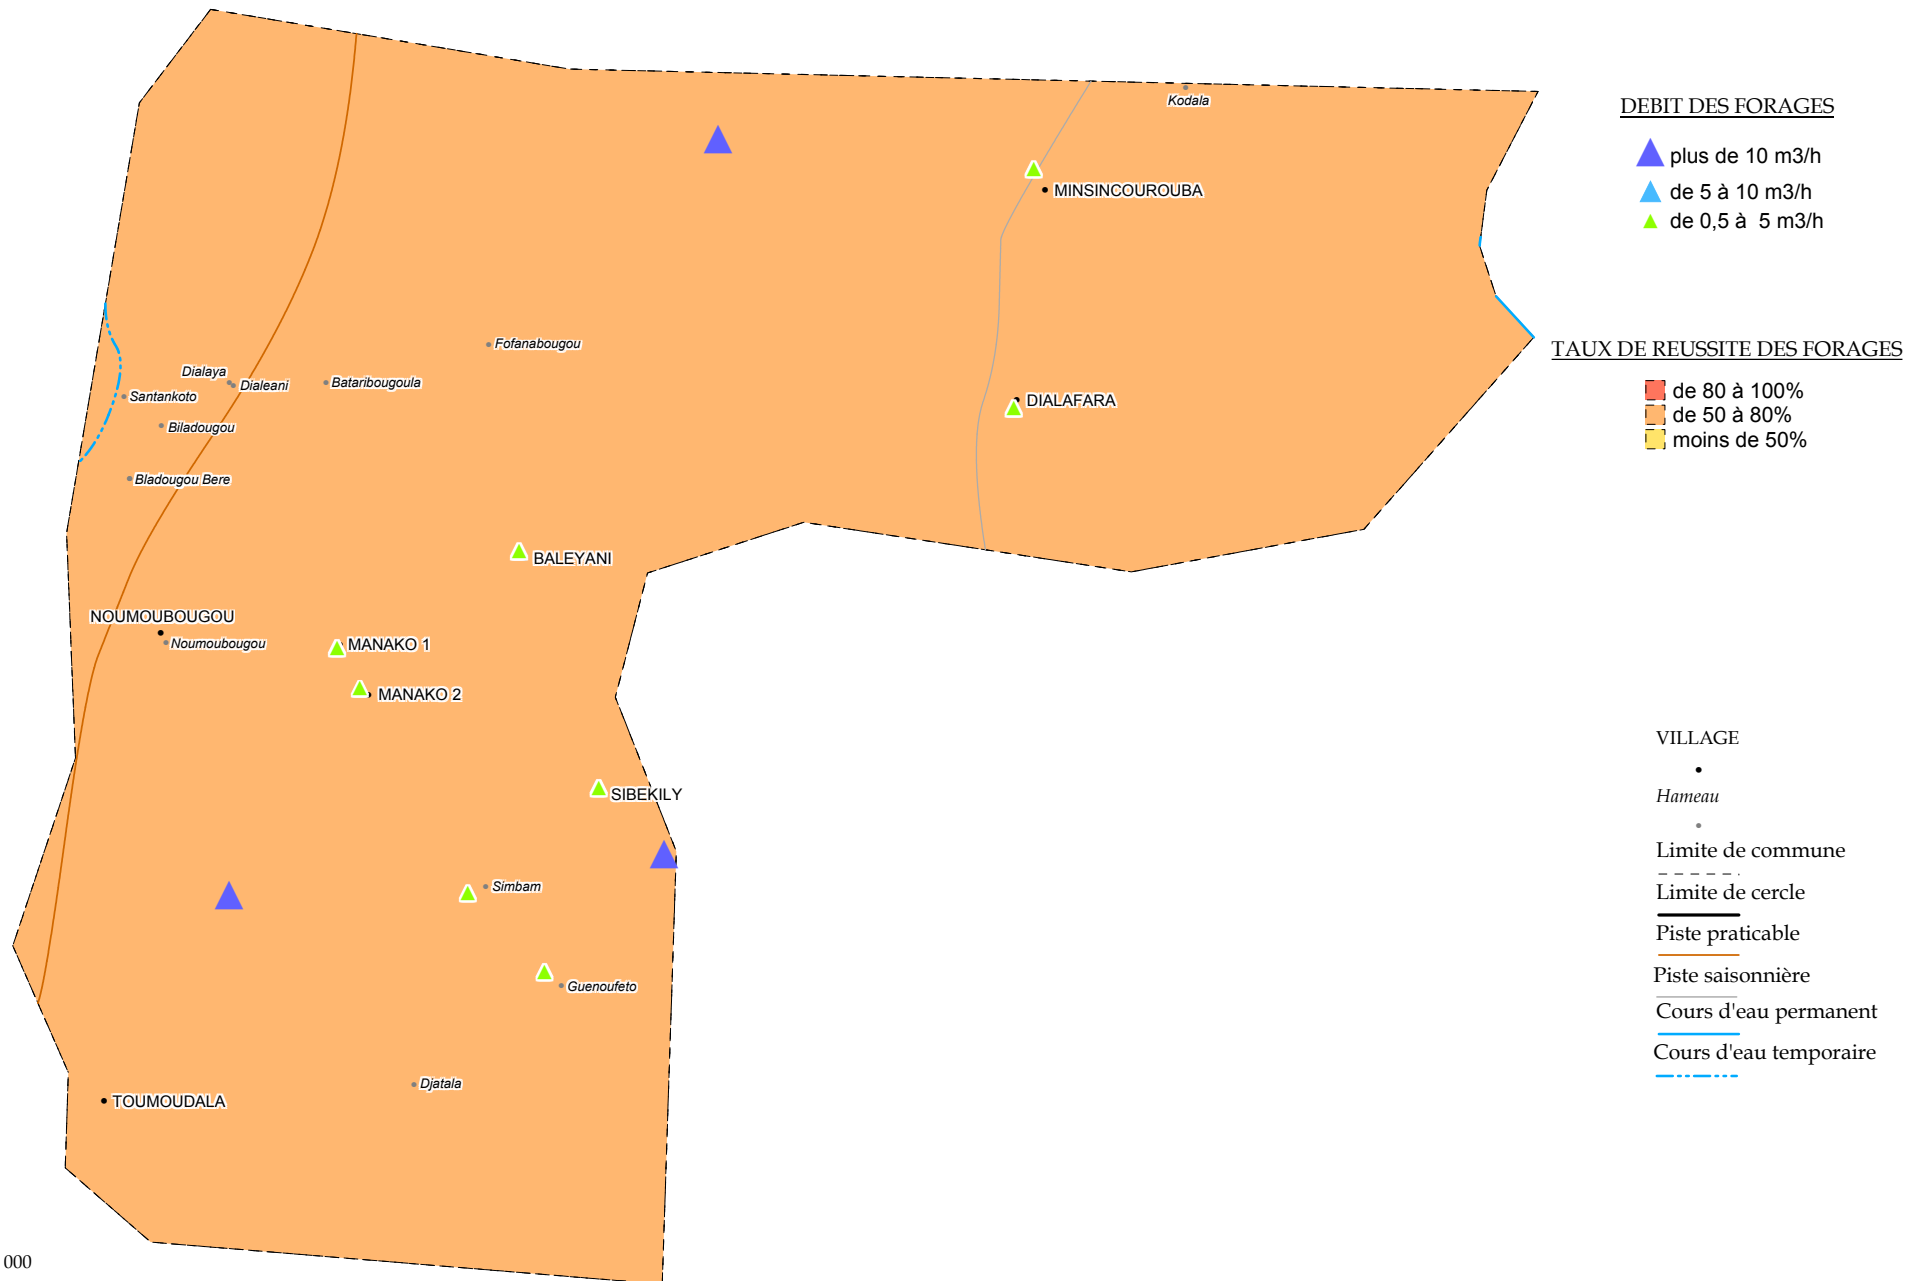 Kodala
MINSINCOUROUBA
Fofanabougou
Dialaya
Dialeani
Bataribougoula
Santankoto
DIALAFARA
Biladougou
Bladougou Bere
BALEYANI
NOUMOUBOUGOU
Noumoubougou
MANAKO 1
MANAKO 2
SIBEKILY
Simbam
Guenoufeto
Djatala
TOUMOUDALA
000
DEBIT DES FORAGES
plus de 10 m3/h
de 5 à 10 m3/h
de 0,5 à 5 m3/h
TAUX DE REUSSITE DES FORAGES
de 80 à 100%
de 50 à 80%
moins de 50%
VILLAGE
Hameau
Limite de commune
Limite de cercle
Piste praticable
Piste saisonnière
Cours d'eau permanent
Cours d'eau temporaire